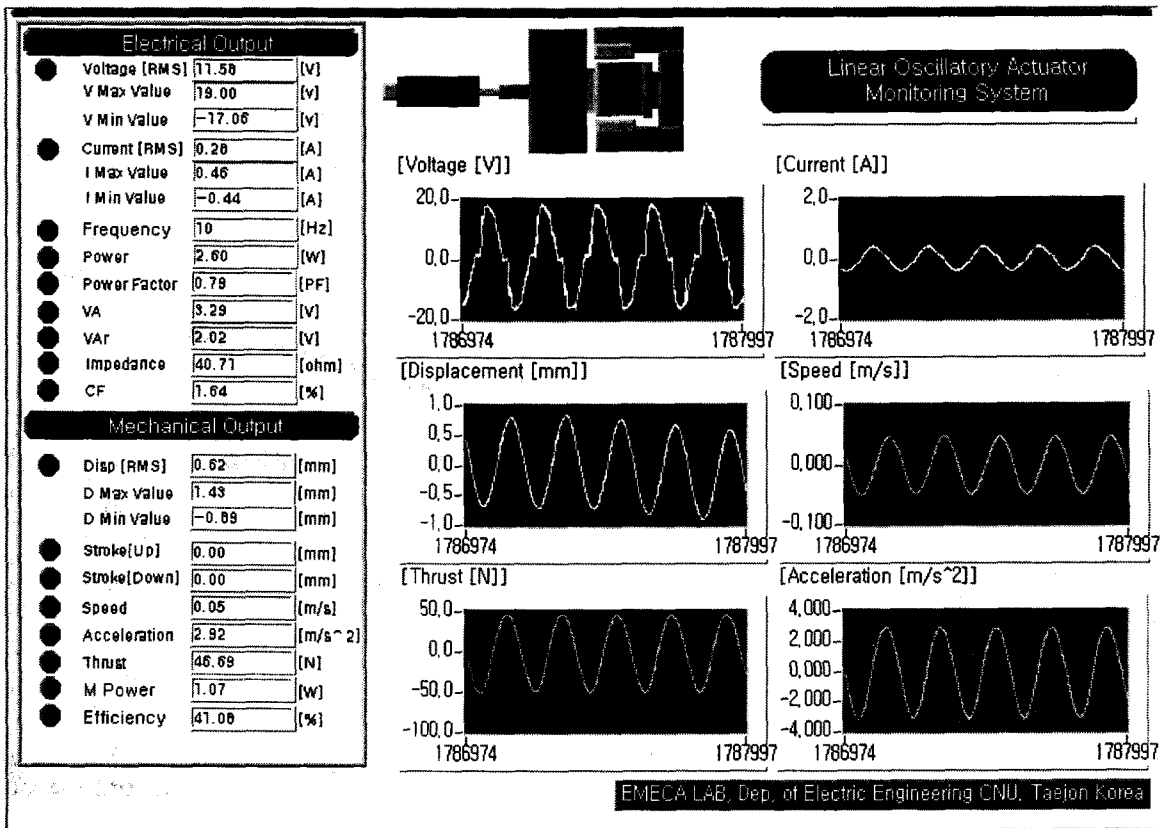 Electrical Output
Voltage [RMS] 11.58 [V]
V Max Value 19.00 [v]
V Min Value -17.06 [v]
Current [RMS] 0.28 [A]
I Max Value 0.46 [A]
I Min Value -0.44 [A]
Frequency 10 [Hz]
Power 2.60 [W]
Power Factor 0.79 [PF]
VA 3.29 [V]
VAr 2.02 [V]
Impedance 40.71 [ohm]
CF 1.64 [%]
Mechanical Output
Disp [RMS] 0.62 [mm]
D Max Value 1.43 [mm]
D Min Value -0.89 [mm]
Stroke[Up] 0.00 [mm]
Stroke[Down] 0.00 [mm]
Speed 0.05 [m/s]
Acceleration 2.92 [m/s^2]
Thrust 46.69 [N]
M Power 1.07 [W]
Efficiency 41.08 [%]
Linear Oscillatory Actuator
Monitoring System
[Voltage [V]]
20,0
0,0
-20,0
1786974 1787997
[Current [A]]
2,0
0,0
-2,0
1786974 1787997
[Displacement [mm]]
1,0
0,5
0,0
-0,5
-1,0
1786974 1787997
[Speed [m/s]]
0,100
0,000
-0,100
1786974 1787997
[Thrust [N]]
50,0
0,0
-50,0
-100,0
1786974 1787997
[Acceleration [m/s^2]]
4,000
2,000
0,000
-2,000
-4,000
1786974 1787997
EMECA LAB, Dep, of Electric Engineering CNU, Taejon Korea